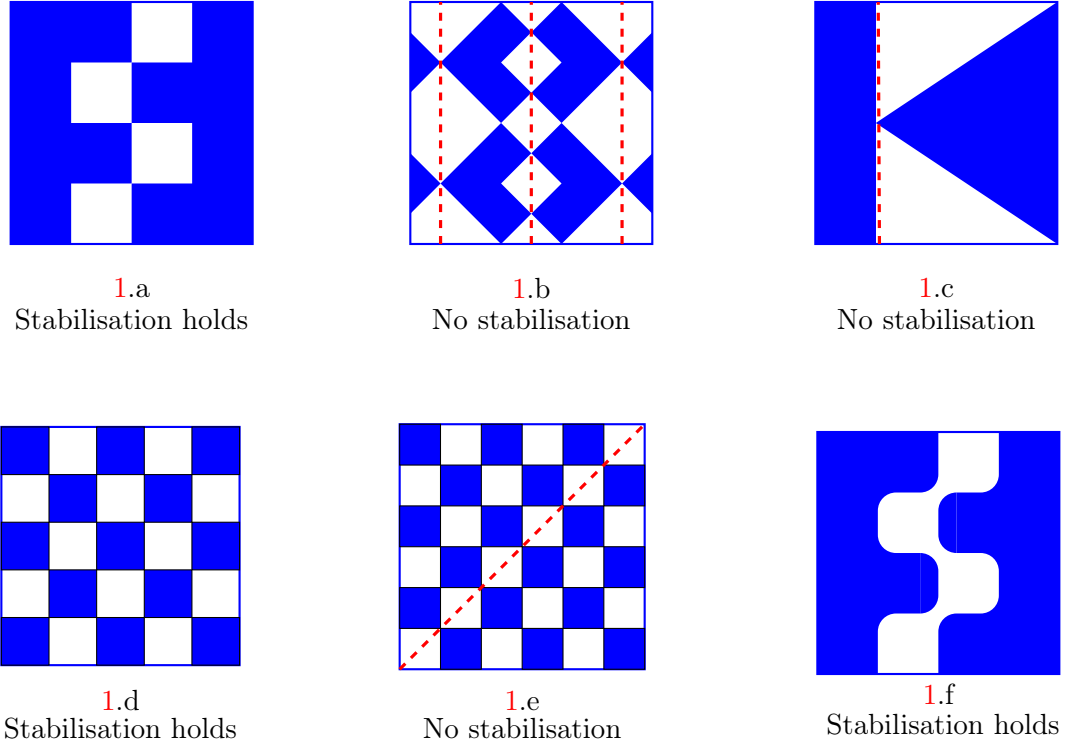 1.a
Stabilisation holds
1.b
No stabilisation
1.c
No stabilisation
1.d
Stabilisation holds
1.e
No stabilisation
1.f
Stabilisation holds